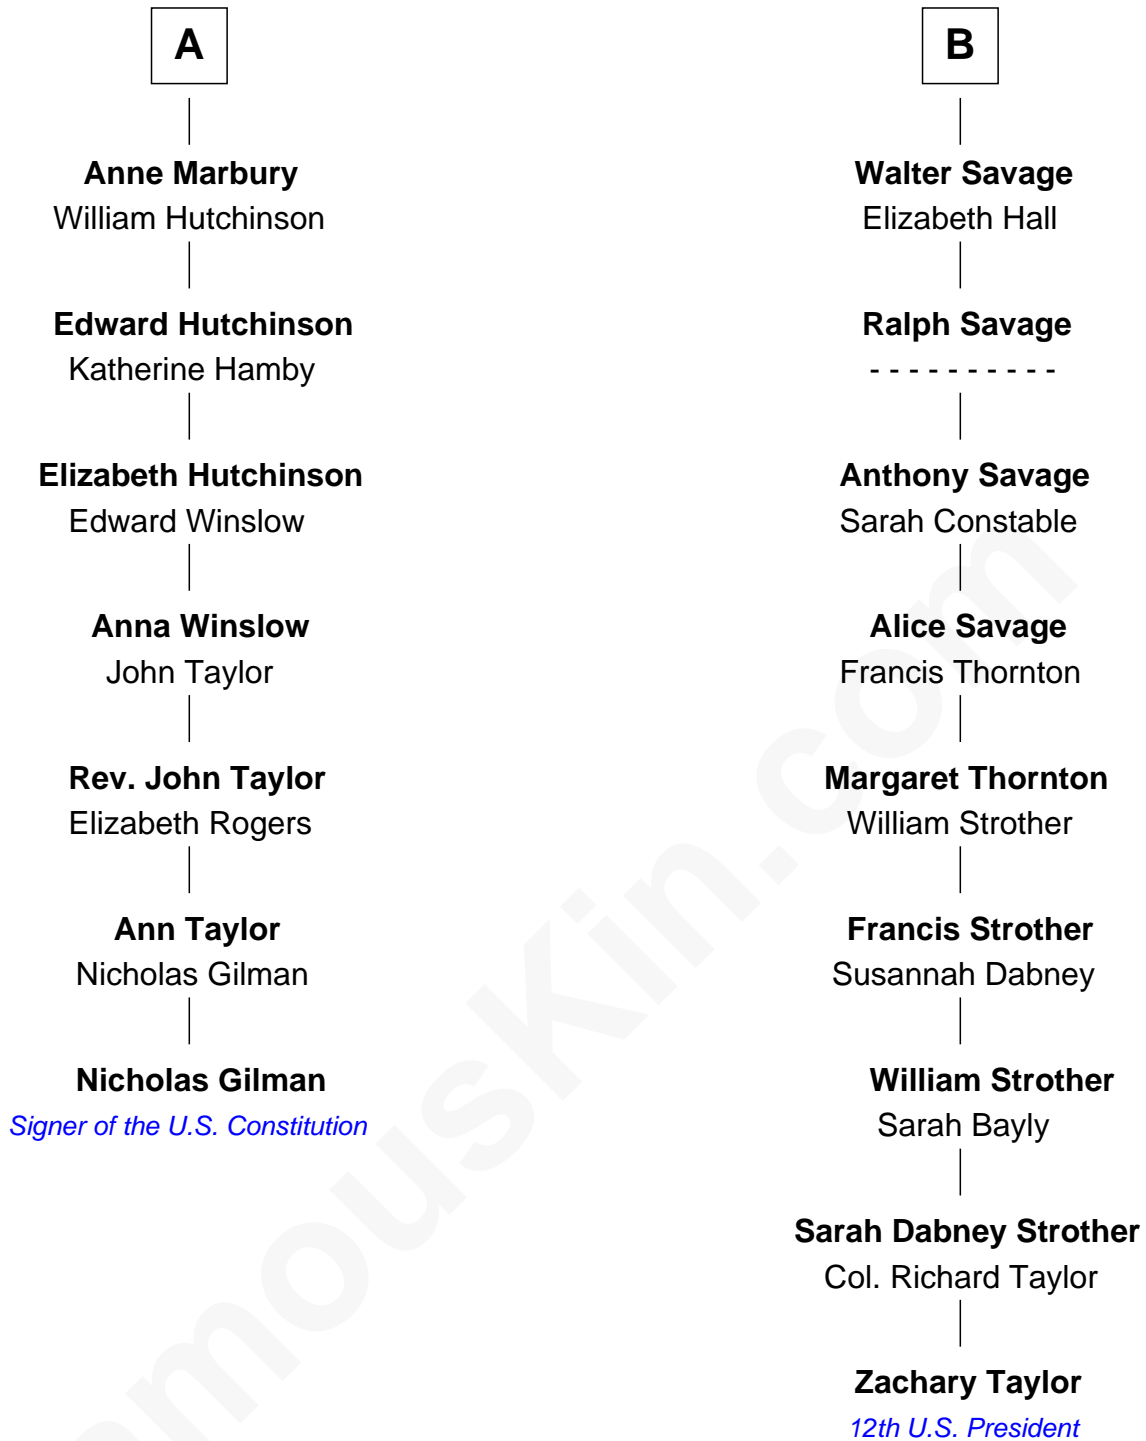 A
Anne Marbury
William Hutchinson
Edward Hutchinson
Katherine Hamby
Elizabeth Hutchinson
Edward Winslow
Anna Winslow
John Taylor
Rev. John Taylor
Elizabeth Rogers
Ann Taylor
Nicholas Gilman
Nicholas Gilman
Signer of the U.S. Constitution
B
Walter Savage
Elizabeth Hall
Ralph Savage
- - - - - - - - - -
Anthony Savage
Sarah Constable
Alice Savage
Francis Thornton
Margaret Thornton
William Strother
Francis Strother
Susannah Dabney
William Strother
Sarah Bayly
Sarah Dabney Strother
Col. Richard Taylor
Zachary Taylor
12th U.S. President
amousKin.com